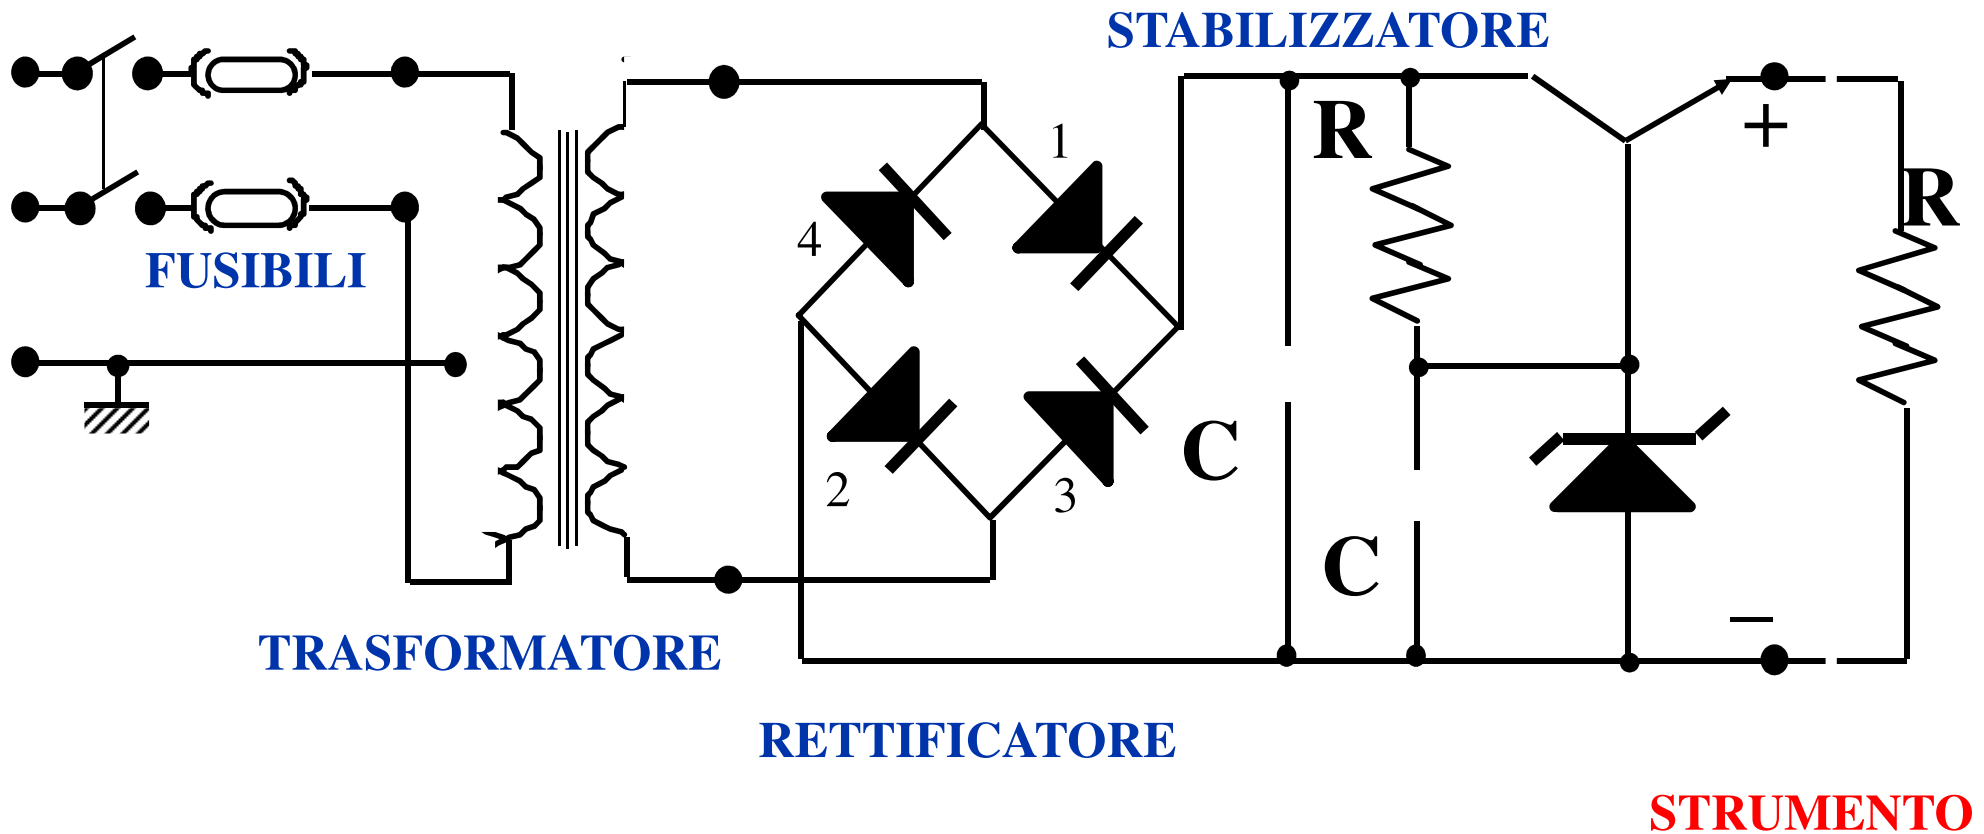 STABILIZZATORE
R
1
+
R
4
FUSIBILI
C
2
3
C
−
TRASFORMATORE
RETTIFICATORE
STRUMENTO